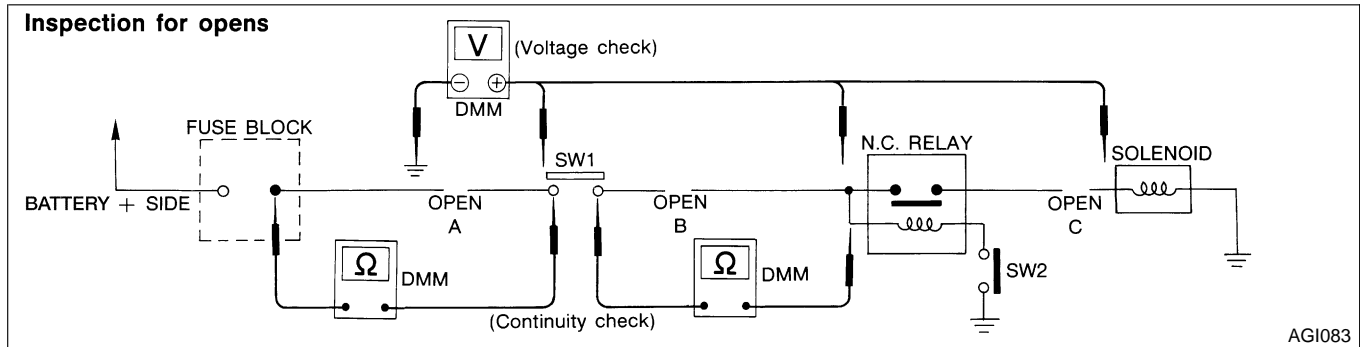 Inspection for opens
V
(Voltage check)
− +
DMM
FUSE BLOCK
SW1
N.C. RELAY
SOLENOID
BATTERY + SIDE
OPEN
A
OPEN
B
OPEN
C
Ω
DMM
Ω
DMM
SW2
(Continuity check)
AGI083